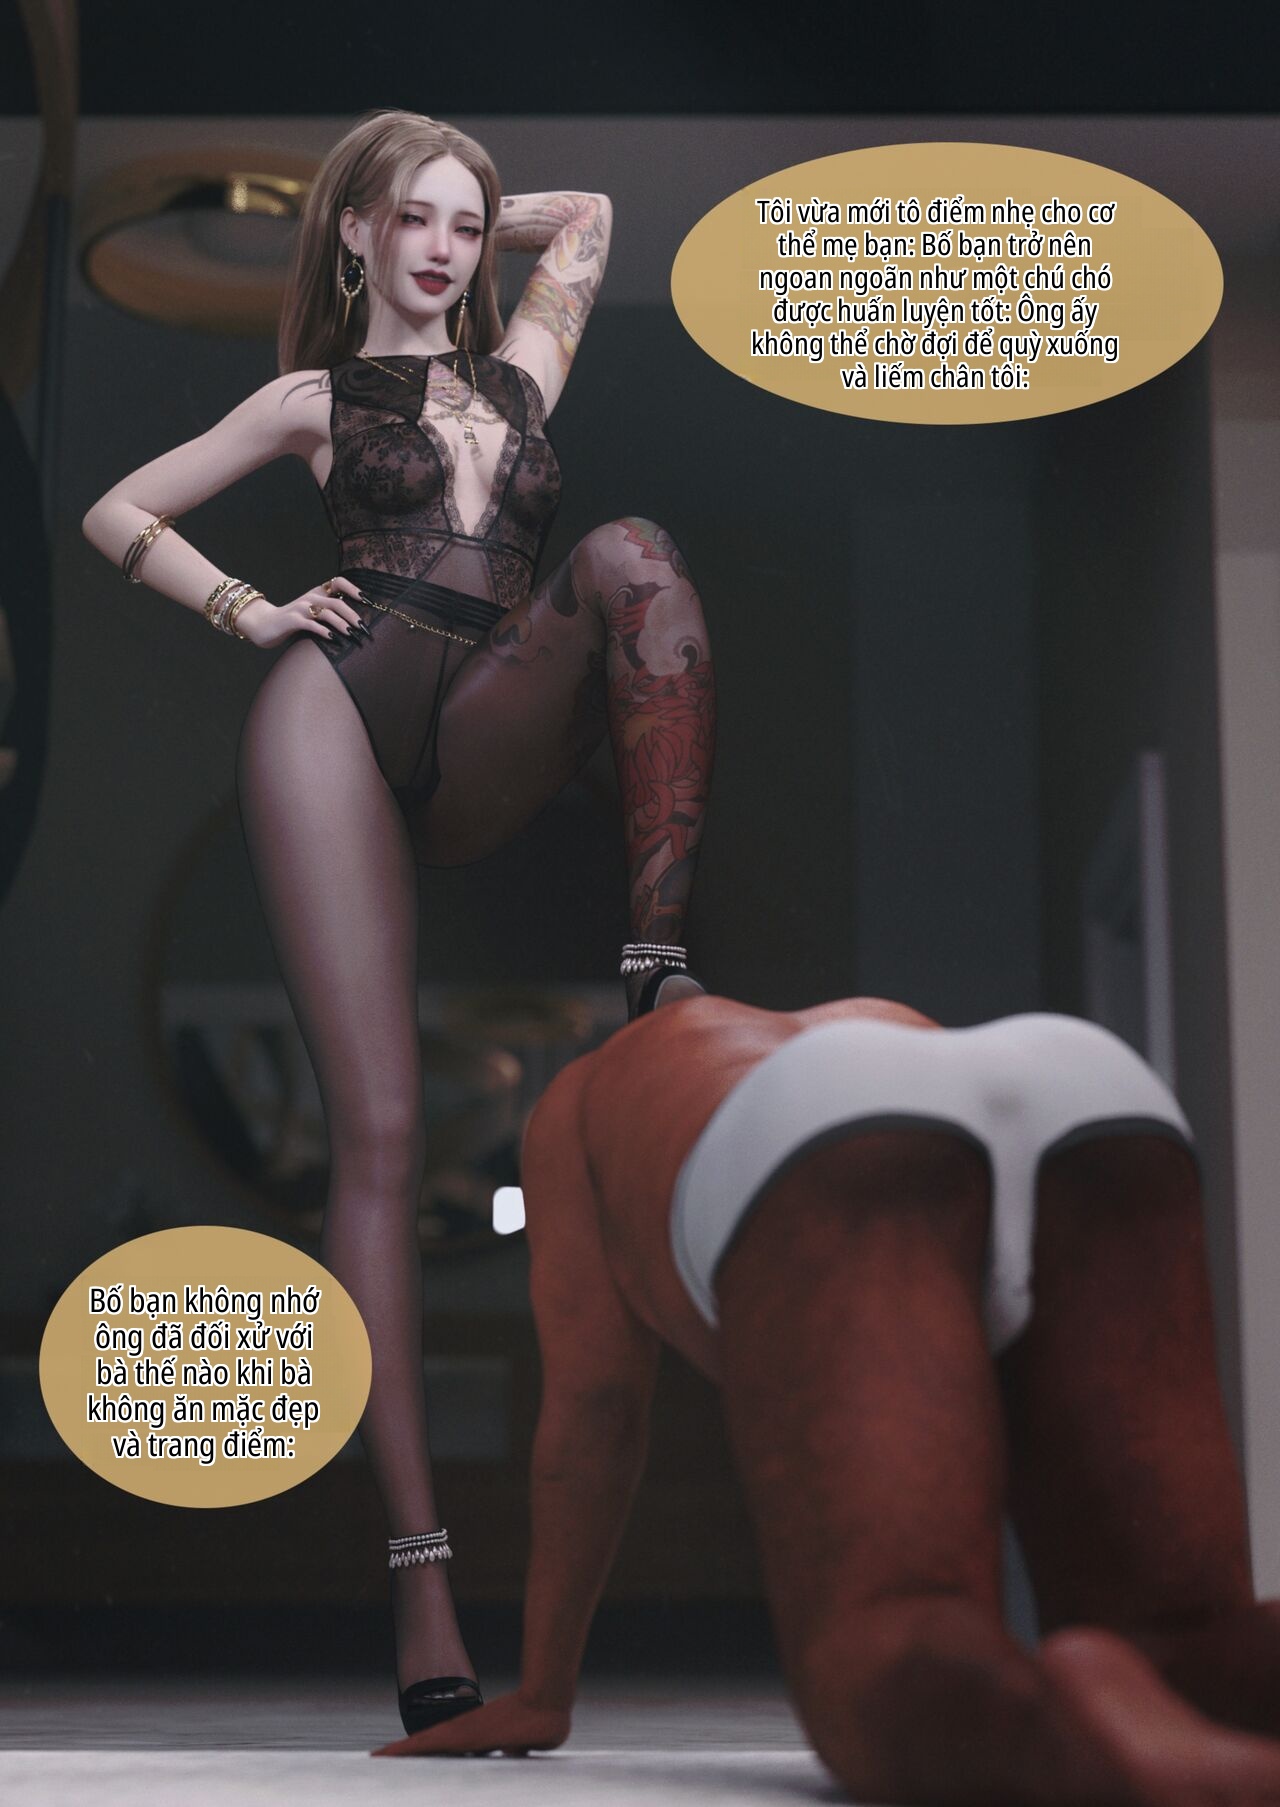 Tôi vừa mới tô điểm nhẹ cho cơ
thể mẹ bạn: Bố bạn trở nên
ngoan ngoãn như một chú chó
được huấn luyện tốt: Ông ấy
không thể chờ đợi để quỳ xuống
và liếm chân tôi:
Bố bạn không nhớ
ông đã đối xử với
bà thế nào khi bà
không ăn mặc đẹp
và trang điểm: